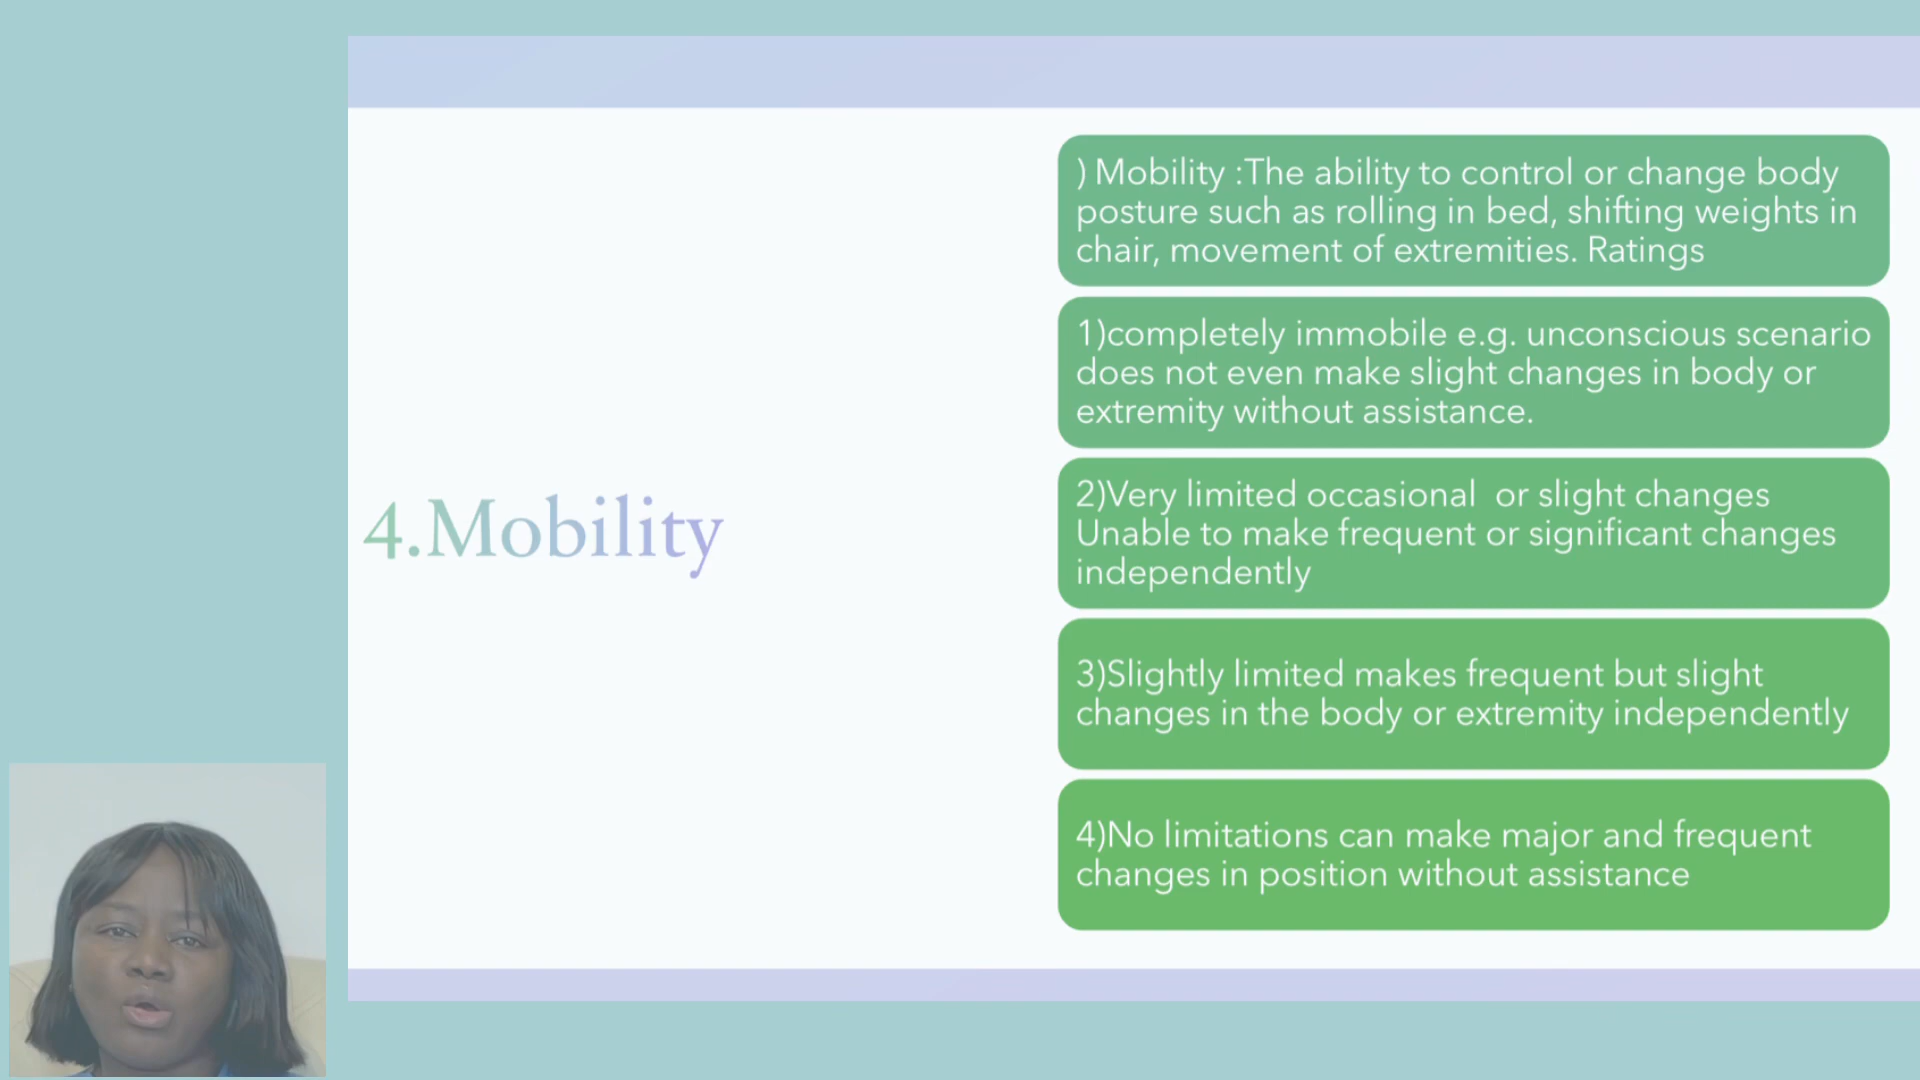 4.Mobility
) Mobility :The ability to control or change body
posture such as rolling in bed, shifting weights in
chair, movement of extremities. Ratings
1)completely immobile e.g. unconscious scenario
does not even make slight changes in body or
extremity without assistance.
2)Very limited occasional  or slight changes
Unable to make frequent or significant changes
independently
3)Slightly limited makes frequent but slight
changes in the body or extremity independently
4)No limitations can make major and frequent
changes in position without assistance